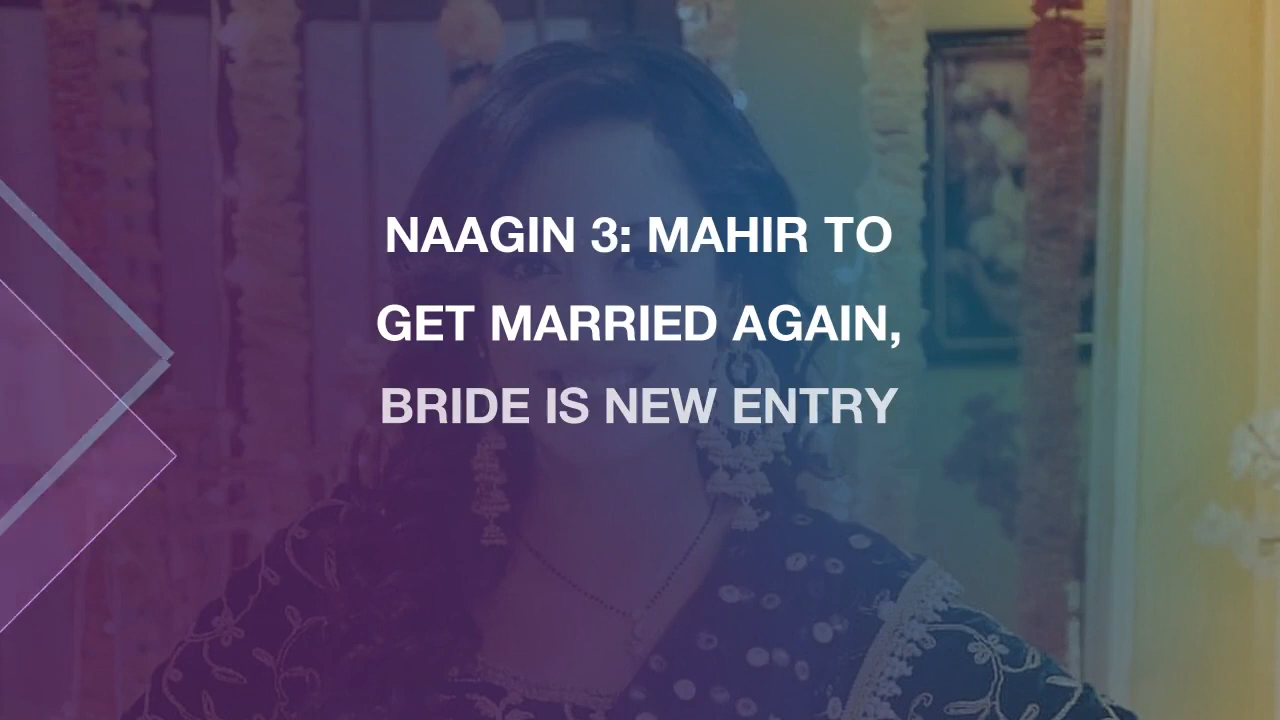 NAAGIN 3: MAHIR TO
GET MARRIED AGAIN,
BRIDE IS NEW ENTRY